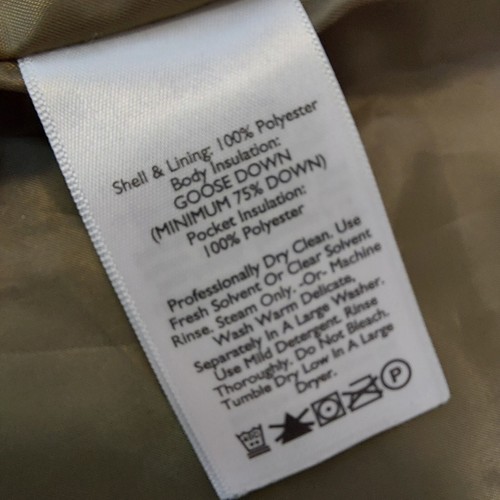 Shell & Lining: 100% Polyester
Body Insulation:
GOOSE DOWN
(MINIMUM 75% DOWN)
Pocket Insulation:
100% Polyester
Professionally Dry Clean. Use
Fresh Solvent Or Clear Solvent
Rinse. Steam Only. -Or- Machine
Wash Warm Delicate,
Separately In A Large Washer.
Use Mild Detergent. Rinse
Thoroughly. Do Not Bleach.
Tumble Dry Low In A Large
Dryer.
P